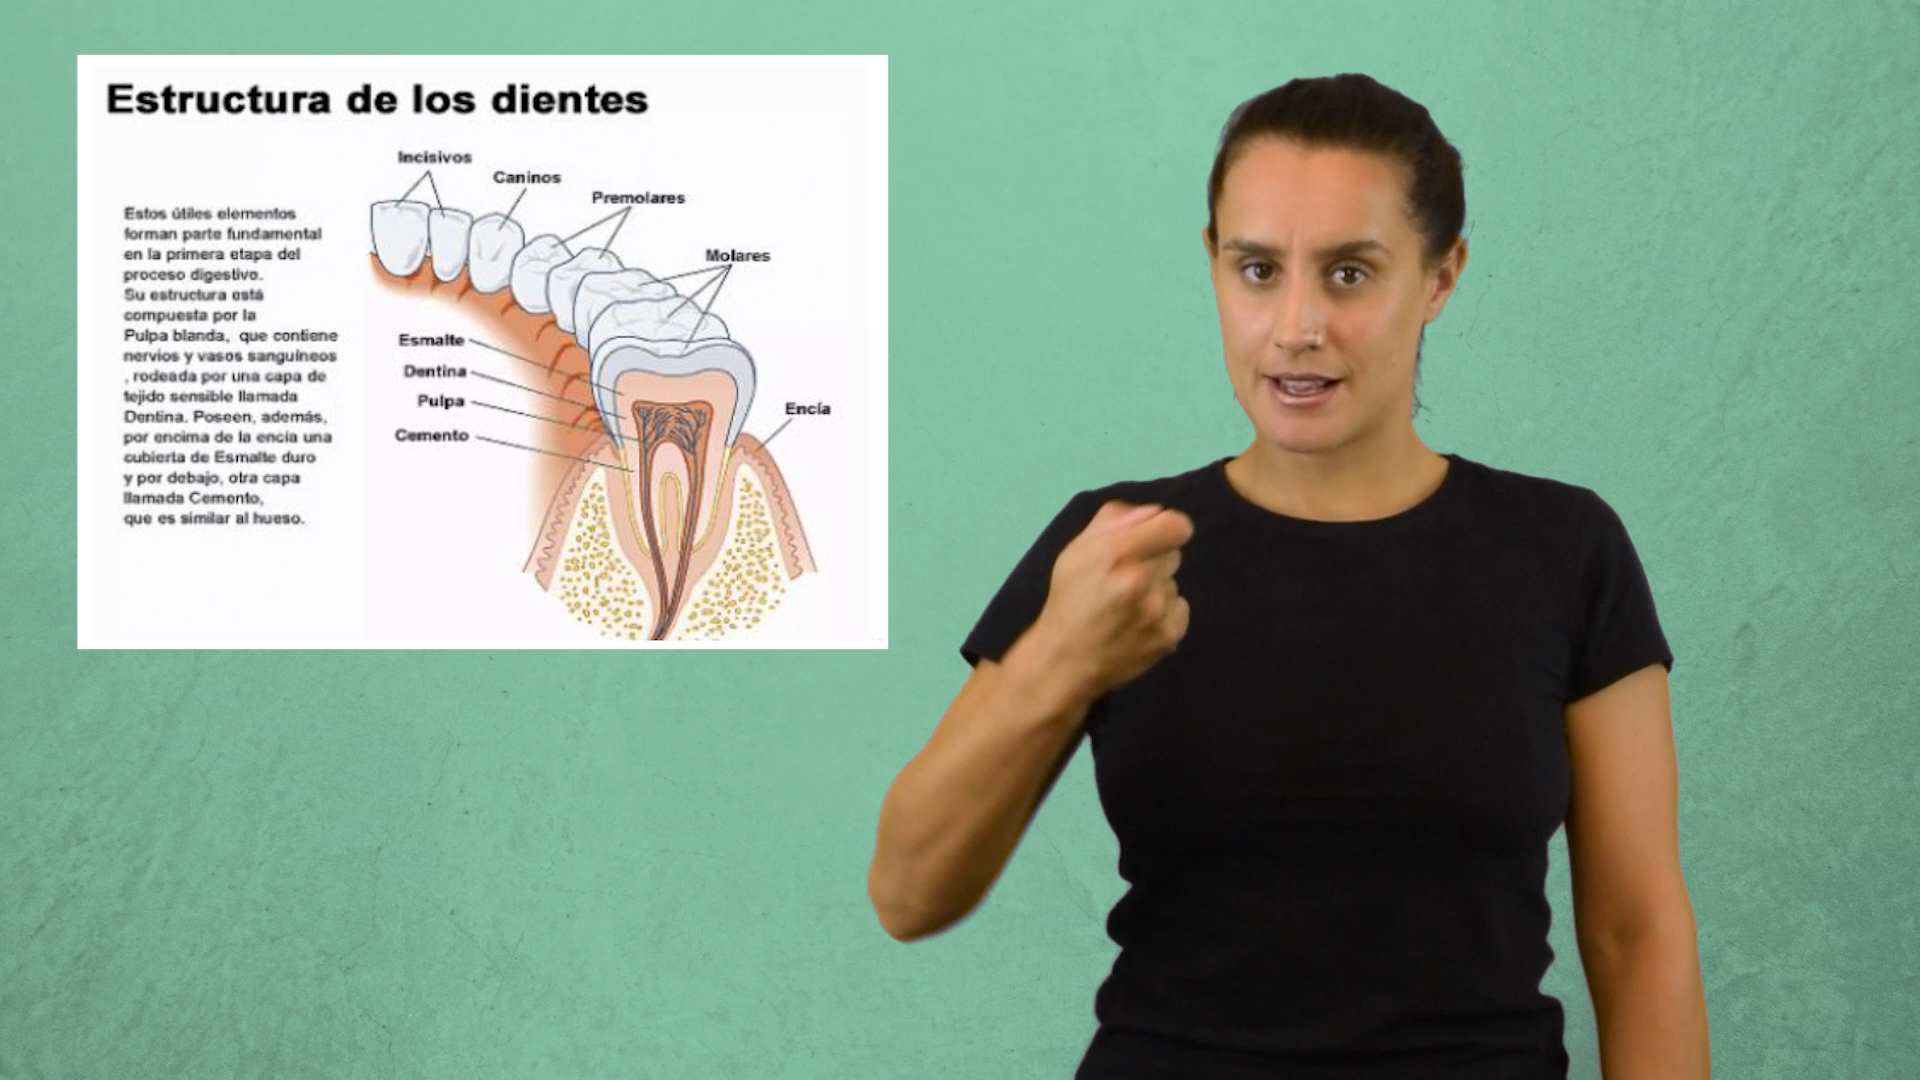 Estructura de los dientes
Incisivos
Caninos
Premolares
Molares
Estos útiles elementos
forman parte fundamental
en la primera etapa del
proceso digestivo.
Su estructura está
compuesta por la
Pulpa blanda, que contiene
nervios y vasos sanguíneos
, rodeada por una capa de
tejido sensible llamada
Dentina. Poseen, además,
por encima de la encía una
cubierta de Esmalte duro
y por debajo, otra capa
llamada Cemento,
que es similar al hueso.
Esmalte
Dentina
Pulpa
Cemento
Encía